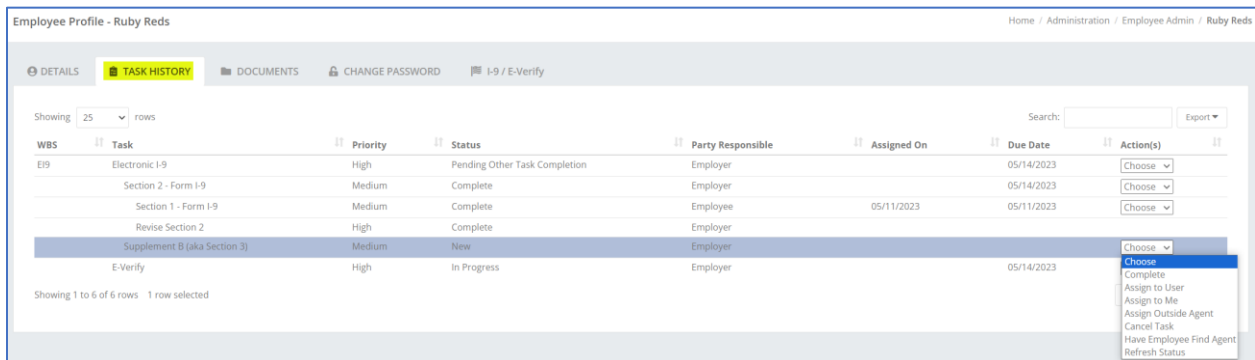 Employee Profile - Ruby Reds
Home / Administration / Employee Admin / Ruby Reds
DETAILS TASK HISTORY DOCUMENTS CHANGE PASSWORD I-9 / E-Verify
Showing 25 rows Search: Export
WBS Task Priority Status Party Responsible Assigned On Due Date Action(s)
EI9 Electronic I-9 High Pending Other Task Completion Employer 05/14/2023 Choose
Section 2 - Form I-9 Medium Complete Employer 05/14/2023 Choose
Section 1 - Form I-9 Medium Complete Employee 05/11/2023 05/11/2023 Choose
Revise Section 2 High Complete Employer
Supplement B (aka Section 3) Medium New Employer Choose
E-Verify High In Progress Employer 05/14/2023
Choose
Complete
Assign to User
Assign to Me
Assign Outside Agent
Cancel Task
Have Employee Find Agent
Refresh Status
Showing 1 to 6 of 6 rows 1 row selected